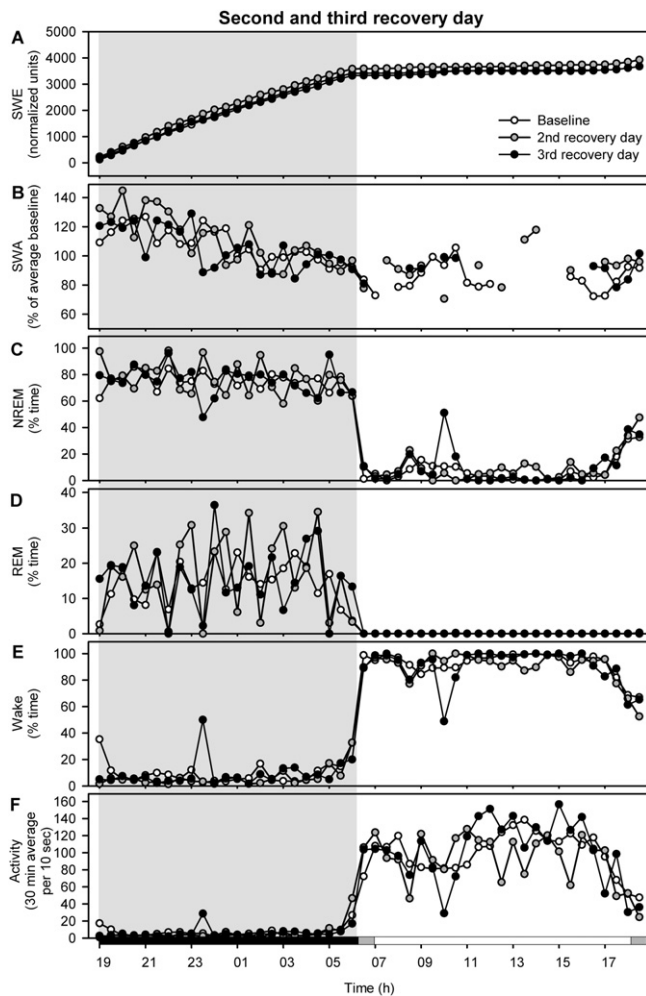 Second and third recovery day
A
SWE
(normalized units)
5000
4000
3000
2000
1000
0
Baseline
2nd recovery day
3rd recovery day
B
SWA
(% of average baseline)
140
120
100
80
60
C
NREM
(% time)
100
80
60
40
20
0
D
REM
(% time)
40
30
20
10
0
E
Wake
(% time)
100
80
60
40
20
0
F
Activity
(30 min average
per 10 sec)
160
140
120
100
80
60
40
20
0
19 21 23 01 03 05 07 09 11 13 15 17
Time (h)